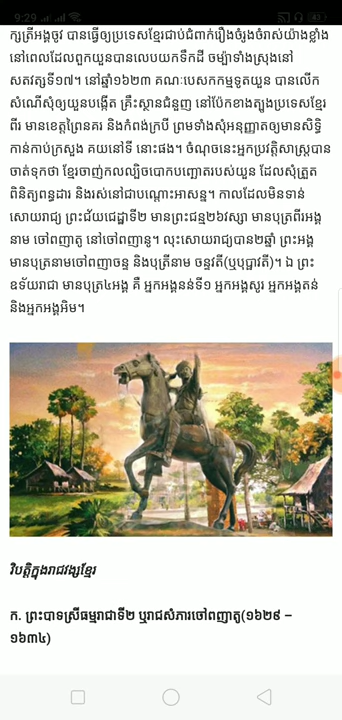 9:29
43
ក្សត្រីអង្គចូវ បានធ្វើឲ្យប្រទេសខ្មែរជាប់ជំពាក់រឿងចំរូងចំរាស់យ៉ាងខ្លាំង
នៅពេលដែលពួកយួនបានលេបយកទឹកដី ចម្ប៉ាទាំងស្រុងនៅ
សតវត្សទី១៧។ នៅឆ្នាំ១៦២៣ គណៈបេសកកម្មទូតយួន បានលើក
សំណើសុំឲ្យយួនបង្កើត គ្រឹះស្ថានជំនួញ នៅប៉ែកខាងត្បូងប្រទេសខ្មែរ
ពីរ មានខេត្តព្រៃនគរ និងកំពង់ក្របី ព្រមទាំងសុំអនុញ្ញាតឲ្យមានសិទ្ធិ
កាន់កាប់ក្រសួង គយនៅទី នោះផង។ ចំណុចនេះអ្នកប្រវត្តិសាស្ត្របាន
ចាត់ទុកថា ខ្មែរចាញ់កលល្បិចបោកបញ្ឆោតរបស់យួន ដែលសុំត្រួត
ពិនិត្យពន្ធដារ និងរស់នៅជាបណ្តោះអាសន្ន។ កាលដែលមិនទាន់
សោយរាជ្យ ព្រះជ័យជេដ្ឋាទី២ មានព្រះជន្ម២៦វស្សា មានបុត្រពីរអង្គ
នាម ចៅពញាតូ នៅចៅពញានូ។ លុះសោយរាជ្យបាន២ឆ្នាំ ព្រះអង្គ
មានបុត្រនាមចៅពញាចន្ទ និងបុត្រីនាម ចន្ទវតី(ឬបុប្ផាវតី)។ ឯ ព្រះ
ឧទ័យរាជា មានបុត្រ៤អង្គ គឺ អ្នកអង្គនន់ទី១ អ្នកអង្គសូរ អ្នកអង្គតន់
និងអ្នកអង្គអិម។
វិបត្តិក្នុងរាជវង្សខ្មែរ
ក. ព្រះបាទស្រីធម្មរាជាទី២ ឬរាជសំភារចៅពញាតូ(១៦២៩ –
១៦៣៤)